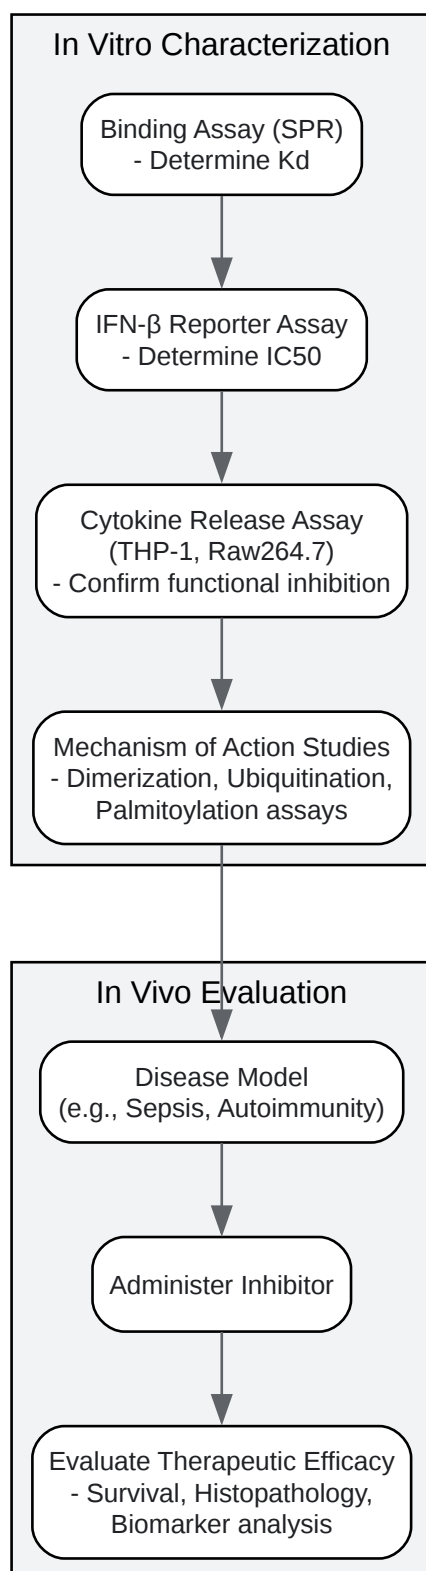 In Vitro Characterization
Binding Assay (SPR)
- Determine Kd
IFN-β Reporter Assay
- Determine IC50
Cytokine Release Assay
(THP-1, Raw264.7)
- Confirm functional inhibition
Mechanism of Action Studies
- Dimerization, Ubiquitination,
Palmitoylation assays
In Vivo Evaluation
Disease Model
(e.g., Sepsis, Autoimmunity)
Administer Inhibitor
Evaluate Therapeutic Efficacy
- Survival, Histopathology,
Biomarker analysis